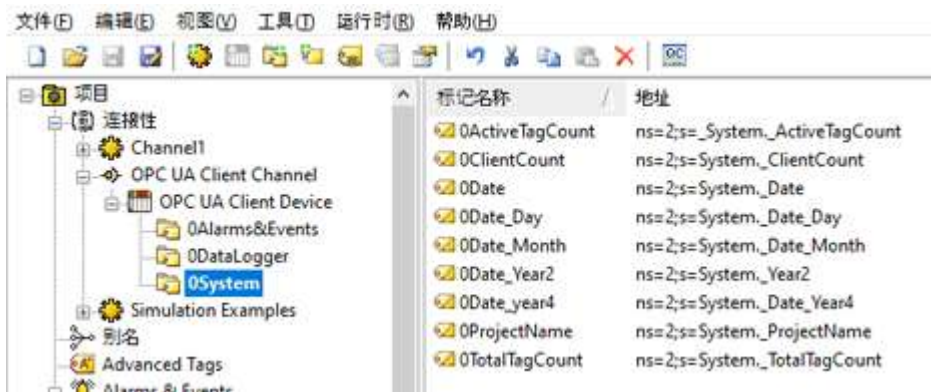 文件(F) 编辑(E) 视图(V) 工具(T) 运行时(R) 帮助(H)
QC
项目
连接性
Channel1
OPC UA Client Channel
OPC UA Client Device
0Alarms&Events
0DataLogger
0System
Simulation Examples
别名
Advanced Tags
Alarms & Events
标记名称 / 地址
0ActiveTagCount ns=2;s=_System._ActiveTagCount
0ClientCount ns=2;s=System._ClientCount
0Date ns=2;s=System._Date
0Date_Day ns=2;s=System._Date_Day
0Date_Month ns=2;s=System._Date_Month
0Date_Year2 ns=2;s=System._Year2
0Date_year4 ns=2;s=System._Date_Year4
0ProjectName ns=2;s=System._ProjectName
0TotalTagCount ns=2;s=System._TotalTagCount